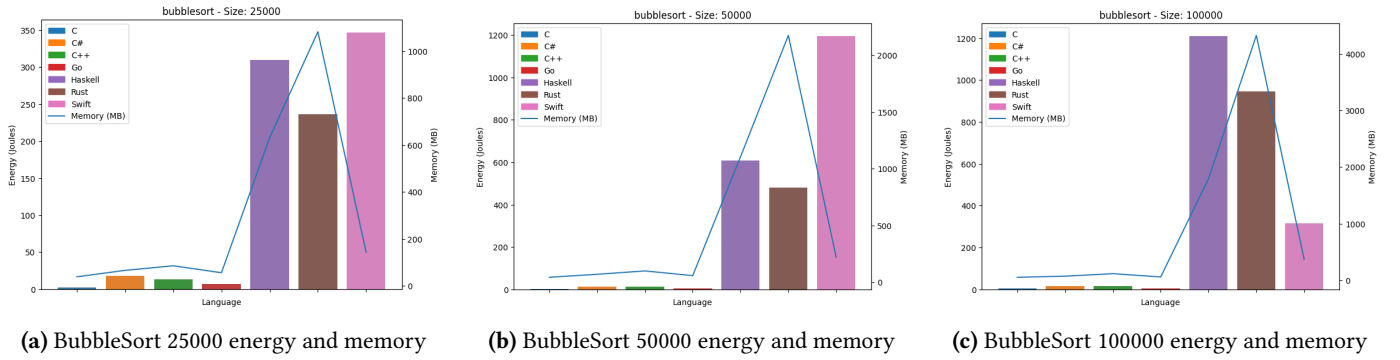 bubblesort - Size: 25000
C
C#
C++
Go
Haskell
Rust
Swift
Memory (MB)
350
300
250
200
150
100
50
0
Energy (Joules)
1000
800
600
400
200
0
Memory (MB)
Language
(a) BubbleSort 25000 energy and memory
bubblesort - Size: 50000
C
C#
C++
Go
Haskell
Rust
Swift
Memory (MB)
1200
1000
800
600
400
200
0
Energy (Joules)
2000
1500
1000
500
0
Memory (MB)
Language
(b) BubbleSort 50000 energy and memory
bubblesort - Size: 100000
C
C#
C++
Go
Haskell
Rust
Swift
Memory (MB)
1200
1000
800
600
400
200
0
Energy (Joules)
4000
3000
2000
1000
0
Memory (MB)
Language
(c) BubbleSort 100000 energy and memory